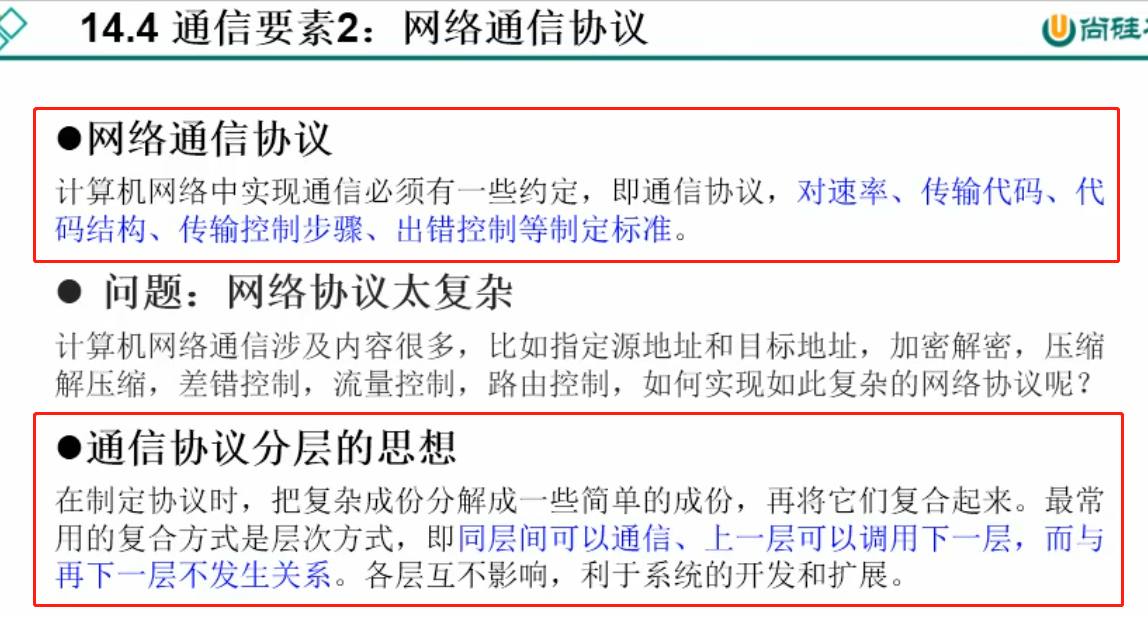 14.4 通信要素2：网络通信协议
尚硅
●网络通信协议
计算机网络中实现通信必须有一些约定，即通信协议，对速率、传输代码、代
码结构、传输控制步骤、出错控制等制定标准。
● 问题：网络协议太复杂
计算机网络通信涉及内容很多，比如指定源地址和目标地址，加密解密，压缩
解压缩，差错控制，流量控制，路由控制，如何实现如此复杂的网络协议呢？
●通信协议分层的思想
在制定协议时，把复杂成份分解成一些简单的成份，再将它们复合起来。最常
用的复合方式是层次方式，即同层间可以通信、上一层可以调用下一层，而与
再下一层不发生关系。各层互不影响，利于系统的开发和扩展。